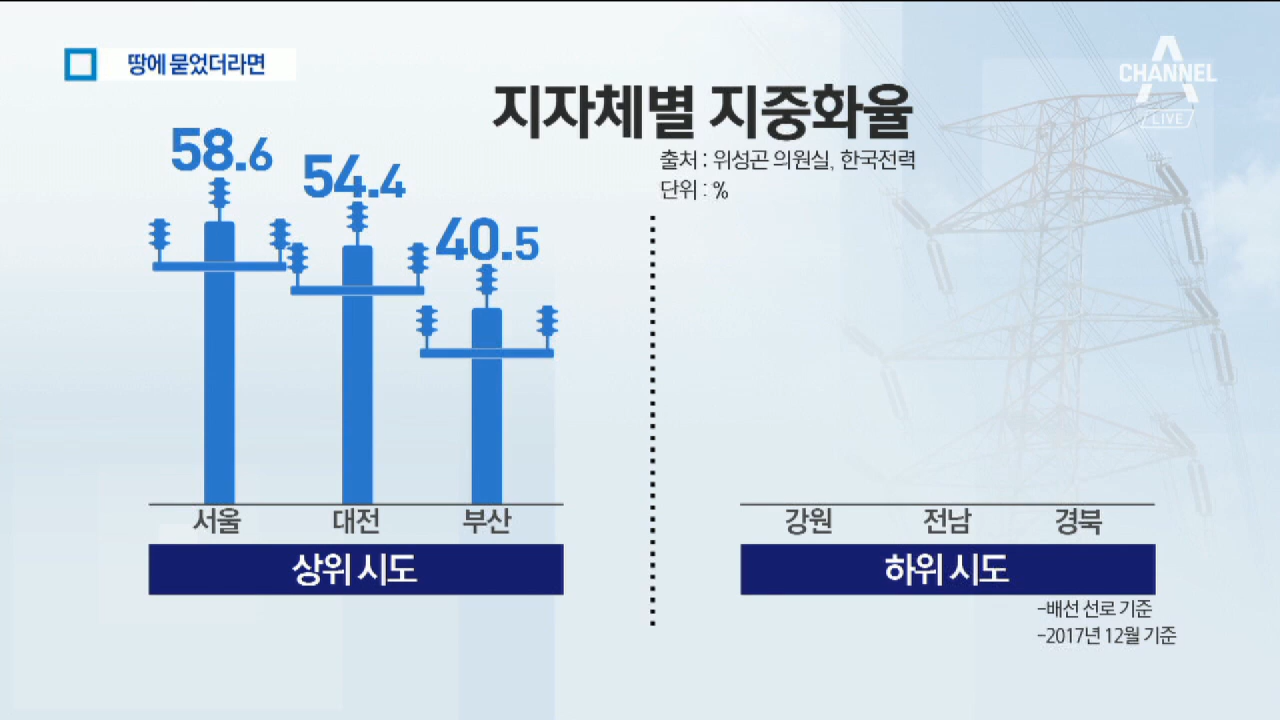 땅에 묻었더라면
CHANNEL A
LIVE
지자체별 지중화율
출처 : 위성곤 의원실, 한국전력
단위 : %
58.6
54.4
40.5
서울 대전 부산
상위 시도
강원 전남 경북
하위 시도
-배선 선로 기준
-2017년 12월 기준